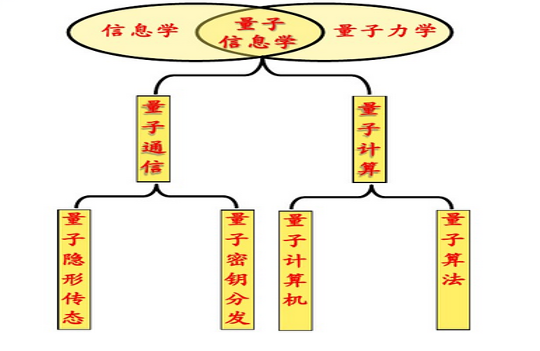 信息学
量子
信息学
量子力学
量子通信
量子计算
量子隐形传态
量子密钥分发
量子计算机
量子算法